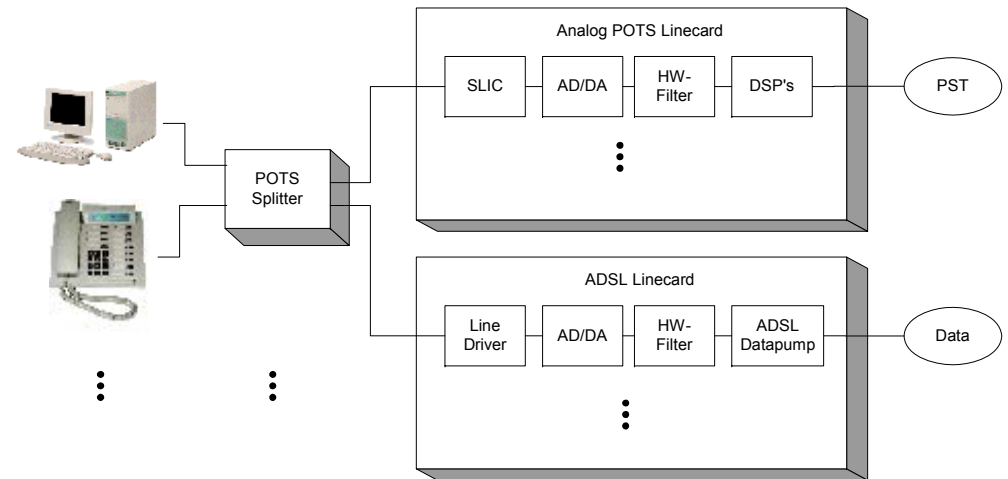 Analog POTS Linecard
SLIC
AD/DA
HW-
Filter
DSP's
PST
POTS
Splitter
ADSL Linecard
Line
Driver
AD/DA
HW-
Filter
ADSL
Datapump
Data